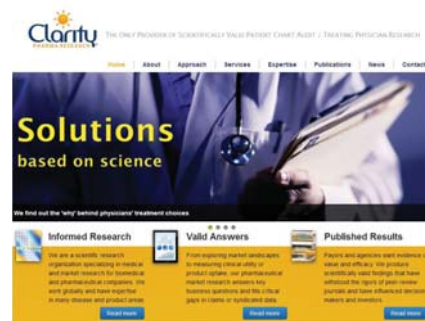 Clarity
PHARMA RESEARCH
THE ONLY PROVIDER OF SCIENTIFICALLY VALID PATIENT CHART AUDIT / TREATING PHYSICIAN RESEARCH
Home About Approach Services Expertise Publications News Contact
Solutions
based on science
We find out the 'why' behind physicians' treatment choices
Informed Research
We are a scientific research
organization specializing in medical
and market research for biomedical
and pharmaceutical companies. We
work globally and have expertise
in many disease and product areas
Read more
Valid Answers
From exploring market landscapes
to measuring clinical utility or
product uptake, our pharmaceutical
market research answers key
business questions and fills critical
gaps in claims or syndicated data.
Read more
Published Results
Payors and agencies want evidence o
value and efficacy. We produce
scientifically valid findings that have
withstood the rigors of peer-review
journals and have influenced decision
makers and investors.
Read more